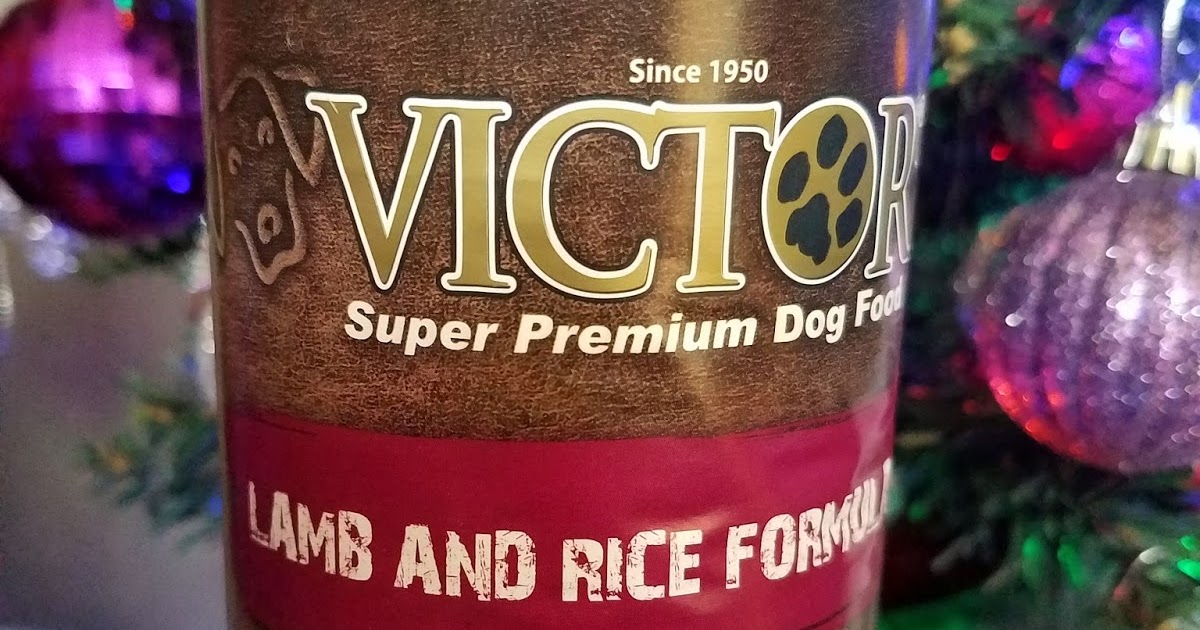 Since 1950
VICTOR
Super Premium Dog Food
LAMB AND RICE FORMULA